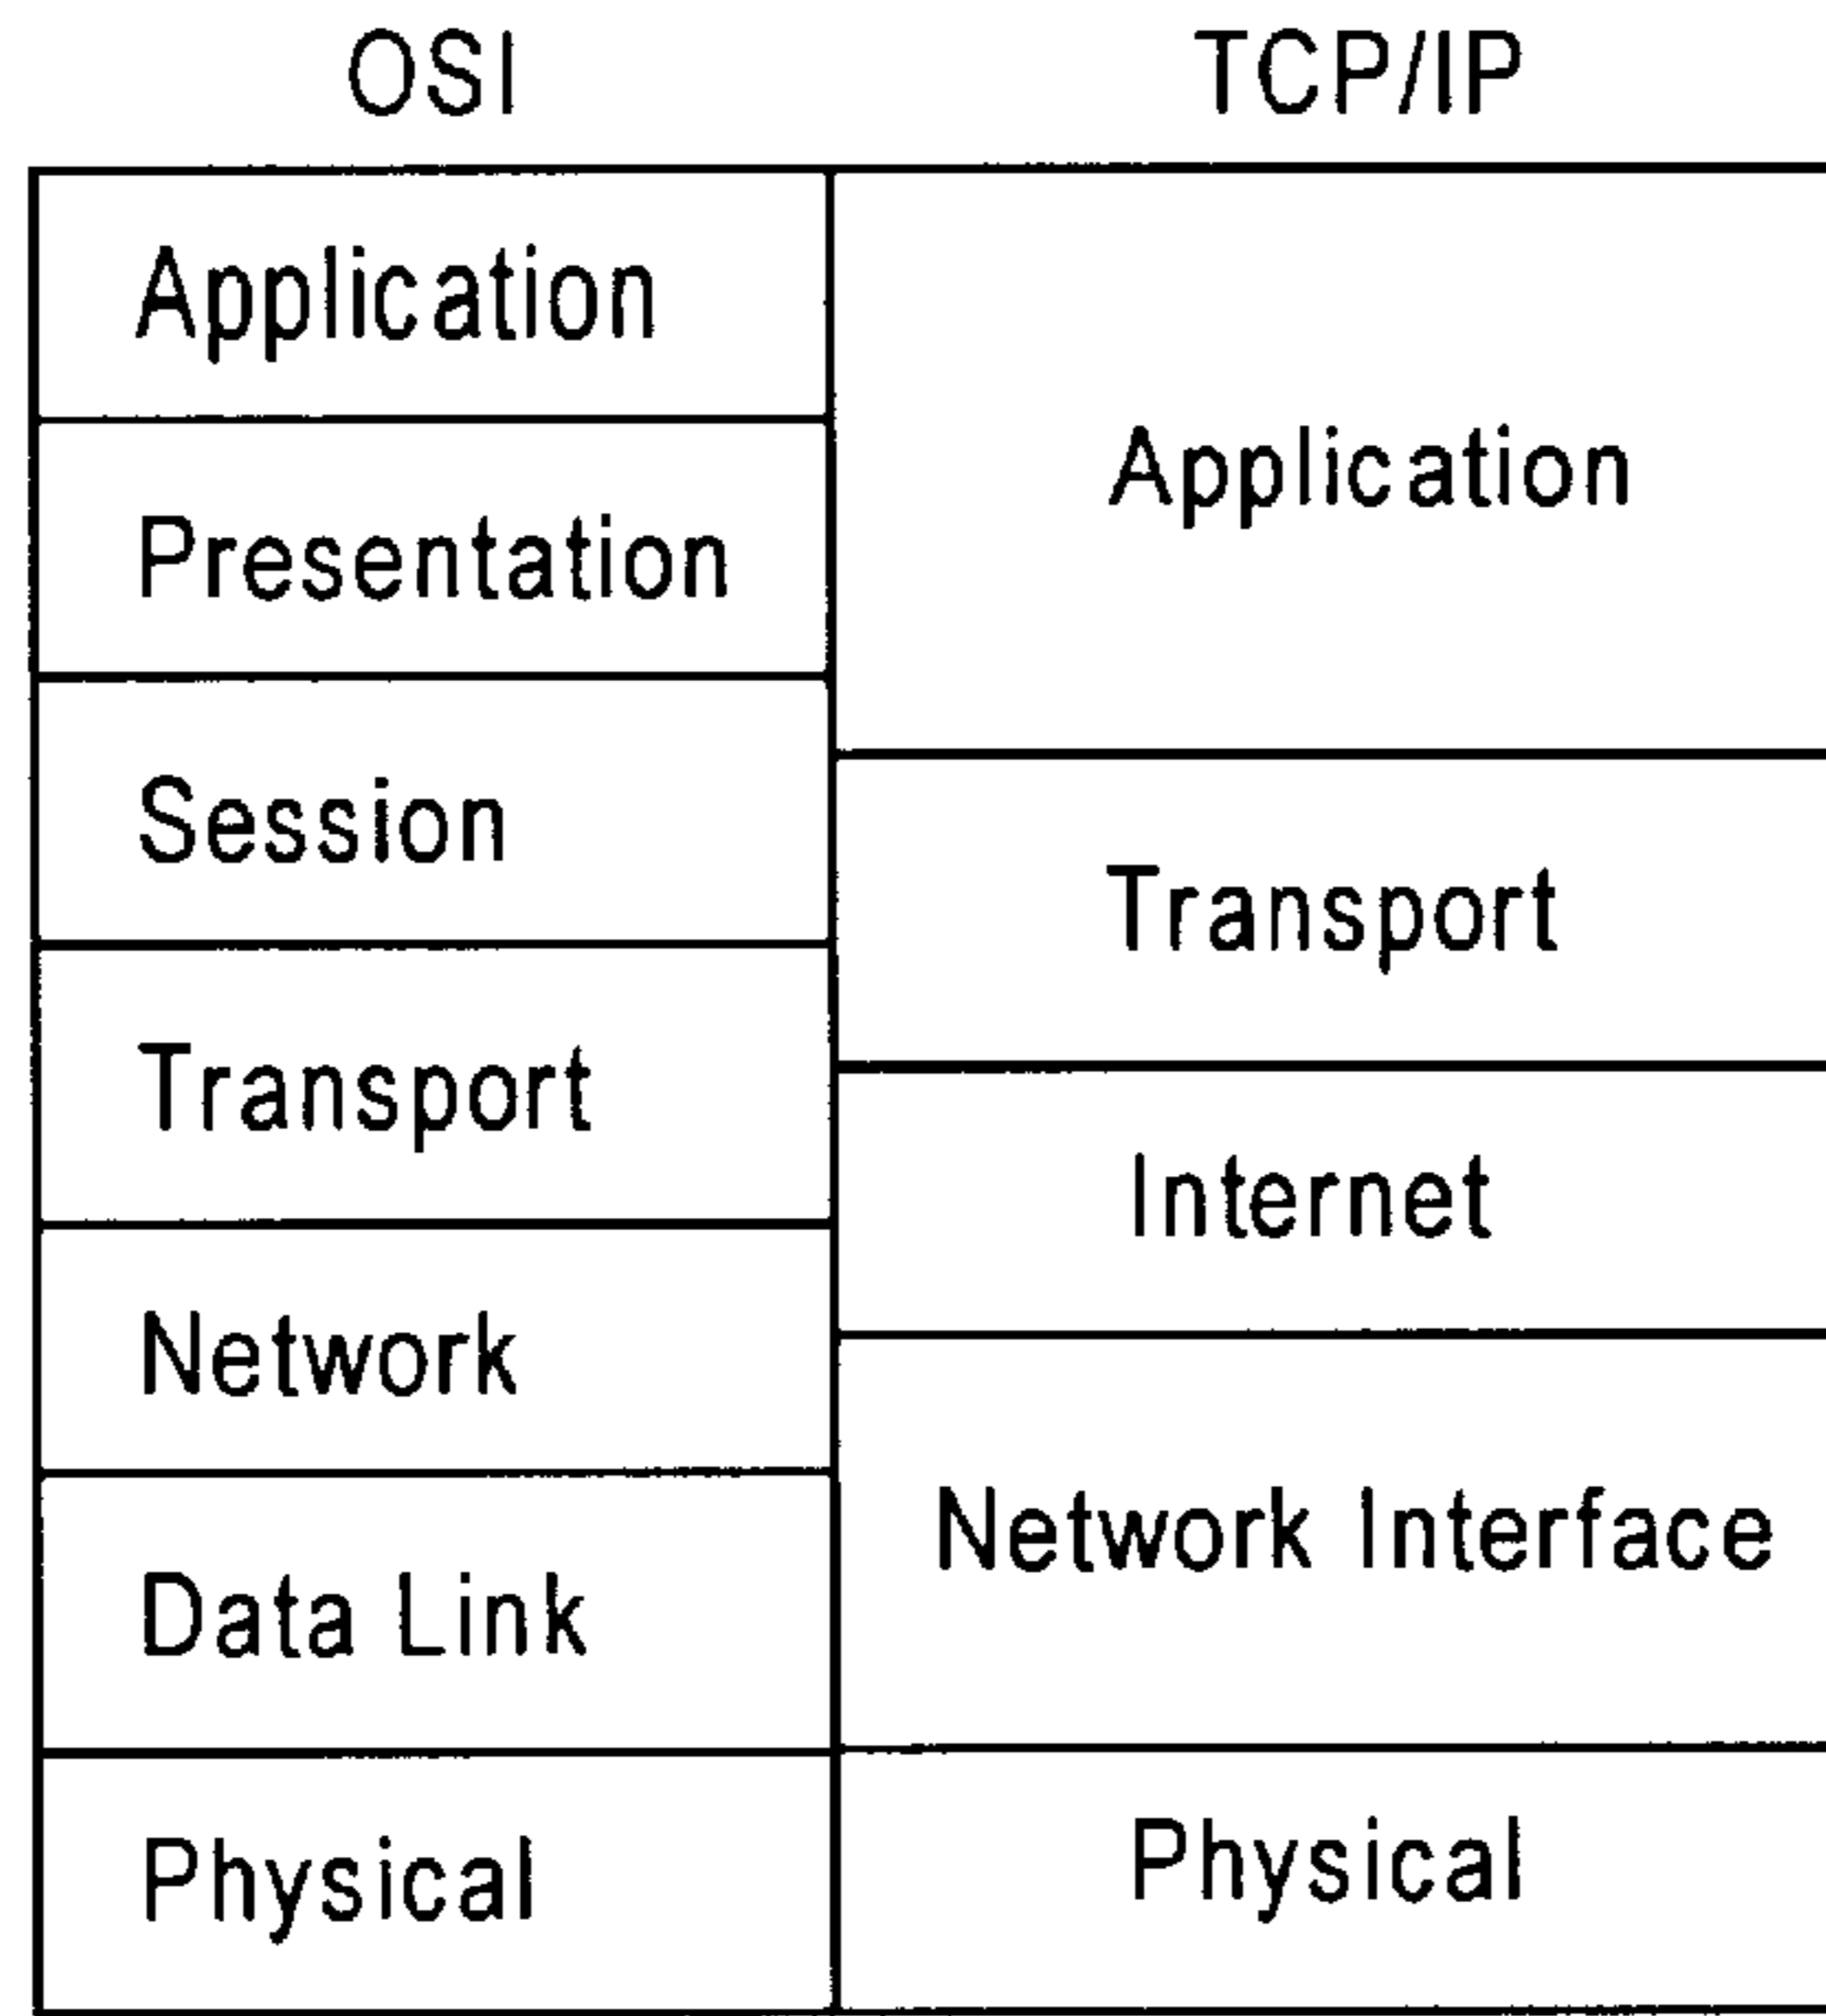 OSI
TCP/IP
Application
Presentation
Session
Transport
Network
Data Link
Physical
Application
Transport
Internet
Network Interface
Physical